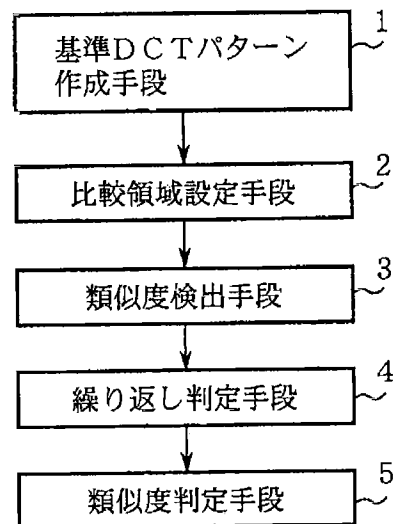 基準ＤＣＴパターン
作成手段
1
比較領域設定手段
2
類似度検出手段
3
繰り返し判定手段
4
類似度判定手段
5